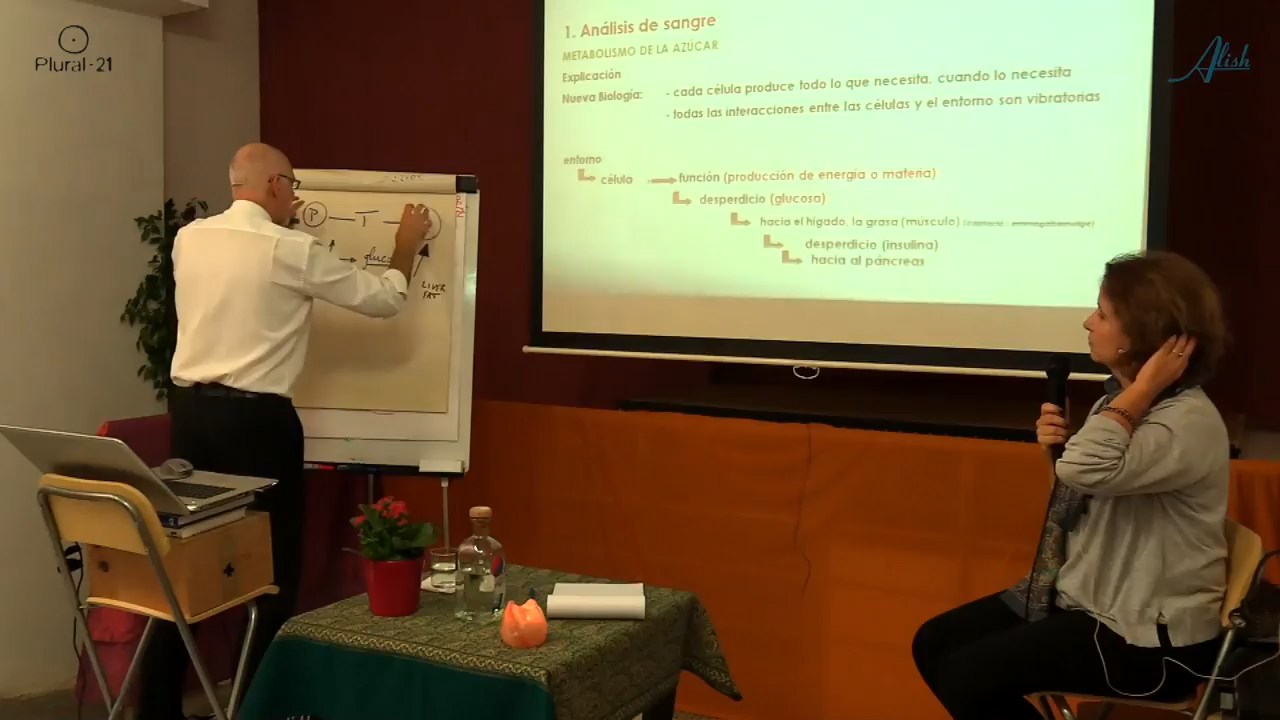 Plural-21
Alish
1. Análisis de sangre
METABOLISMO DE LA AZÚCAR
Explicación
Nueva Biología: - cada célula produce todo lo que necesita, cuando lo necesita
- todas las interacciones entre las células y el entorno son vibratorias
entorno
célula función (producción de energía o materia)
desperdicio (glucosa)
hacia el hígado, la grasa (músculo)
desperdicio (insulina)
hacia al páncreas
P — T —
gluco
LIVER
FAT